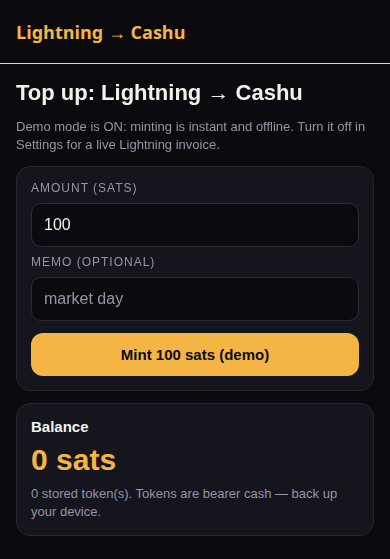 Lightning → Cashu
Top up: Lightning → Cashu
Demo mode is ON: minting is instant and offline. Turn it off in
Settings for a live Lightning invoice.
AMOUNT (SATS)
100
MEMO (OPTIONAL)
market day
Mint 100 sats (demo)
Balance
0 sats
0 stored token(s). Tokens are bearer cash — back up
your device.